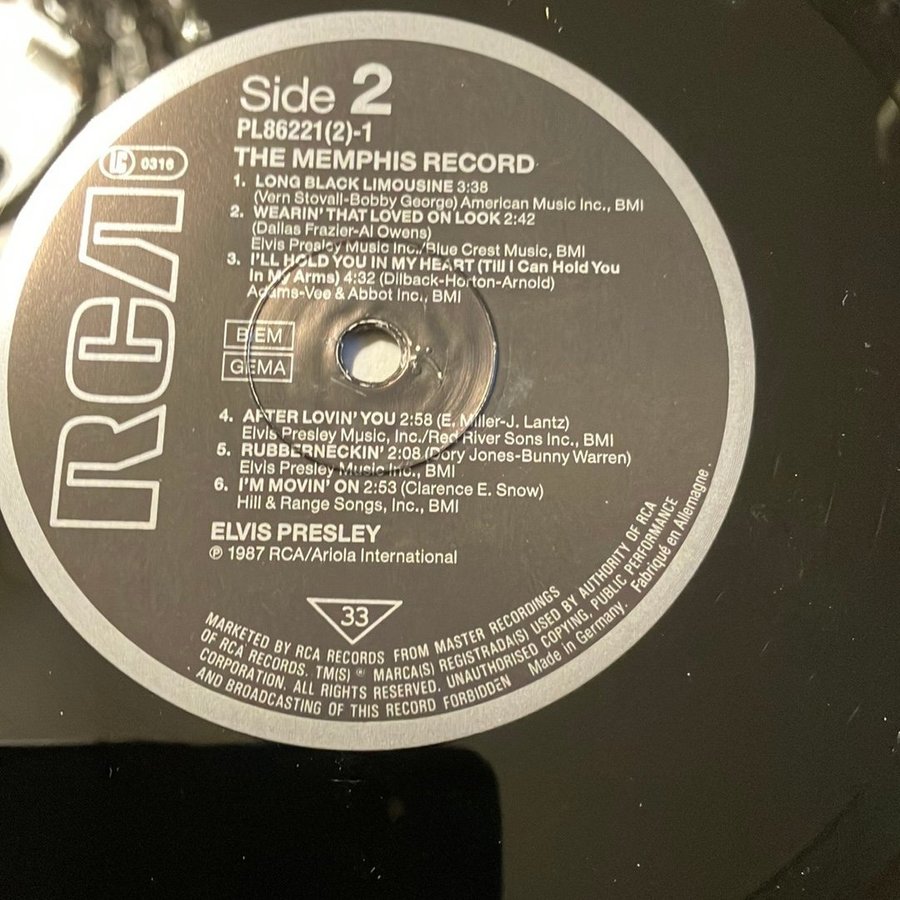 Side 2
PL86221(2)-1
THE MEMPHIS RECORD
LC 0316
RCA
1. LONG BLACK LIMOUSINE 3:38
(Vern Stovall-Bobby George) American Music Inc., BMI
2. WEARIN' THAT LOVED ON LOOK 2:42
(Dallas Frazier-Al Owens)
Elvis Presley Music Inc./Blue Crest Music, BMI
3. I'LL HOLD YOU IN MY HEART (Till I Can Hold You
In My Arms) 4:32 (Dilback-Horton-Arnold)
Adams-Vee & Abbot Inc., BMI
BIEM
GEMA
4. AFTER LOVIN' YOU 2:58 (E. Miller-J. Lantz)
Elvis Presley Music, Inc./Red River Sons Inc., BMI
5. RUBBERNECKIN' 2:08 (Dory Jones-Bunny Warren)
Elvis Presley Music Inc., BMI
6. I'M MOVIN' ON 2:53 (Clarence E. Snow)
Hill & Range Songs, Inc., BMI
ELVIS PRESLEY
℗ 1987 RCA/Ariola International
33
MARKETED BY RCA RECORDS FROM MASTER RECORDINGS
OF RCA RECORDS. TM(S) ® MARCA(S) REGISTRADA(S) USED BY AUTHORITY OF RCA
CORPORATION. ALL RIGHTS RESERVED. UNAUTHORISED COPYING, PUBLIC PERFORMANCE
AND BROADCASTING OF THIS RECORD FORBIDDEN Made in Germany. Fabriqué en Allemagne.